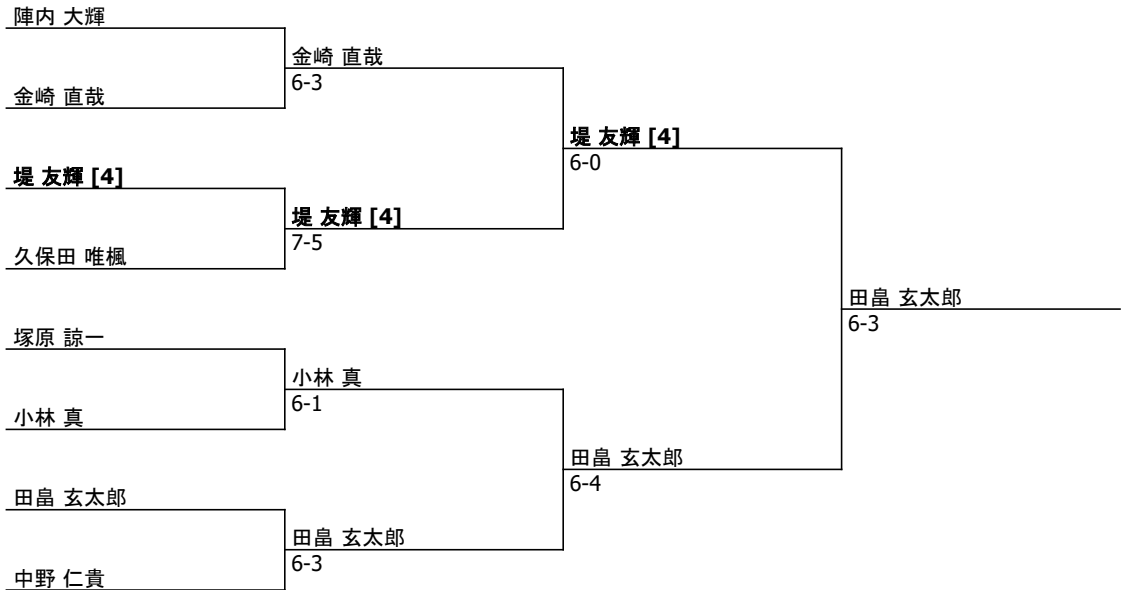 陣内 大輝
金崎 直哉
6-3
金崎 直哉
堤 友輝 [4]
6-0
堤 友輝 [4]
堤 友輝 [4]
7-5
久保田 唯楓
田畠 玄太郎
6-3
塚原 諒一
小林 真
6-1
小林 真
田畠 玄太郎
6-4
田畠 玄太郎
田畠 玄太郎
6-3
中野 仁貴